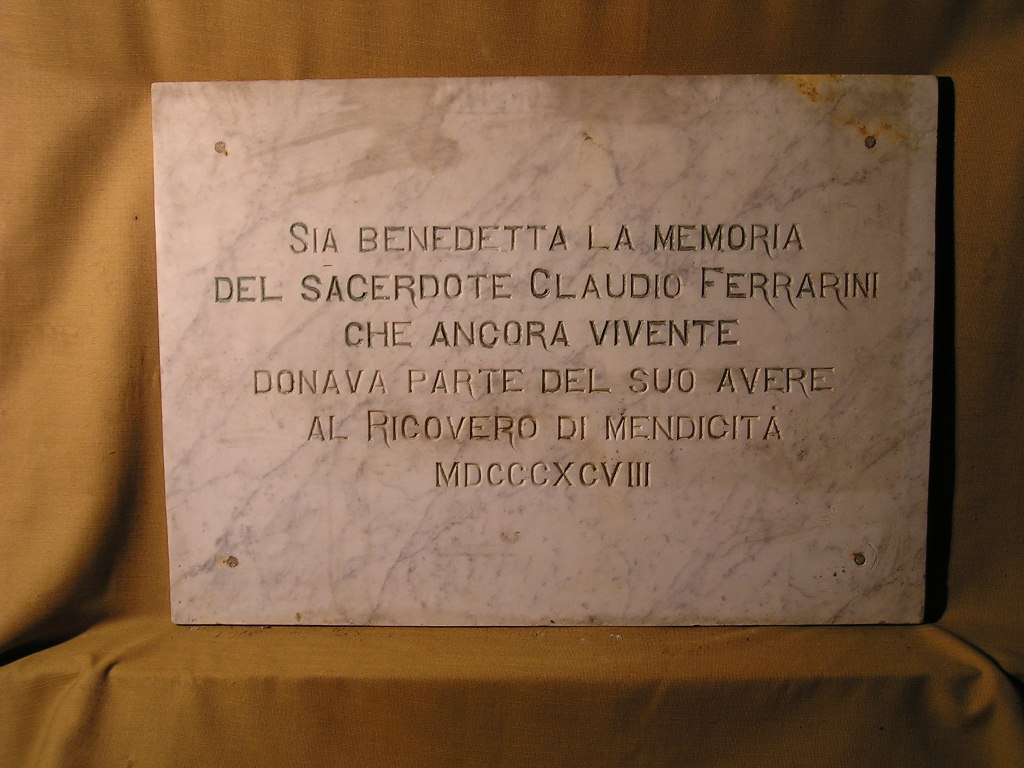 SIA BENEDETTA LA MEMORIA
DEL SACERDOTE CLAUDIO FERRARINI
CHE ANCORA VIVENTE
DONAVA PARTE DEL SUO AVERE
AL RICOVERO DI MENDICITÀ
MDCCCXCVIII